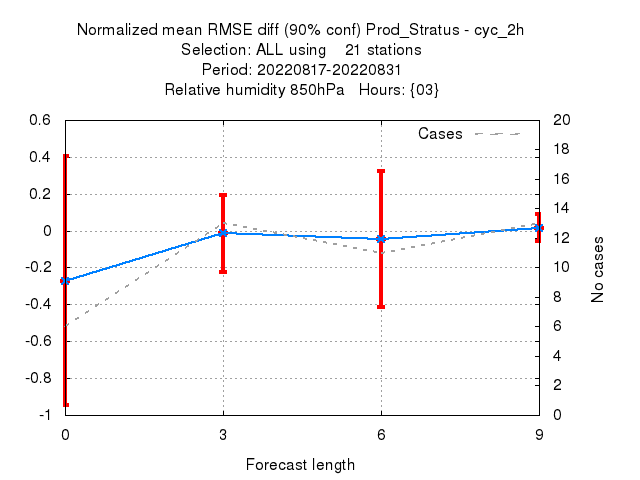 Normalized mean RMSE diff (90% conf) Prod_Stratus - cyc_2h
Selection: ALL using    21 stations
Period: 20220817-20220831
Relative humidity 850hPa   Hours: {03}
Cases
0.6
0.4
0.2
0
-0.2
-0.4
-0.6
-0.8
-1
20
18
16
14
12
10
8
6
4
2
0
No cases
0 3 6 9
Forecast length